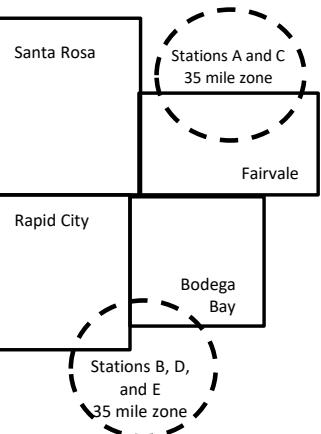 Santa Rosa
Stations A and C
35 mile zone
Fairvale
Rapid City
Bodega
Bay
Stations B, D,
and E
35 mile zone